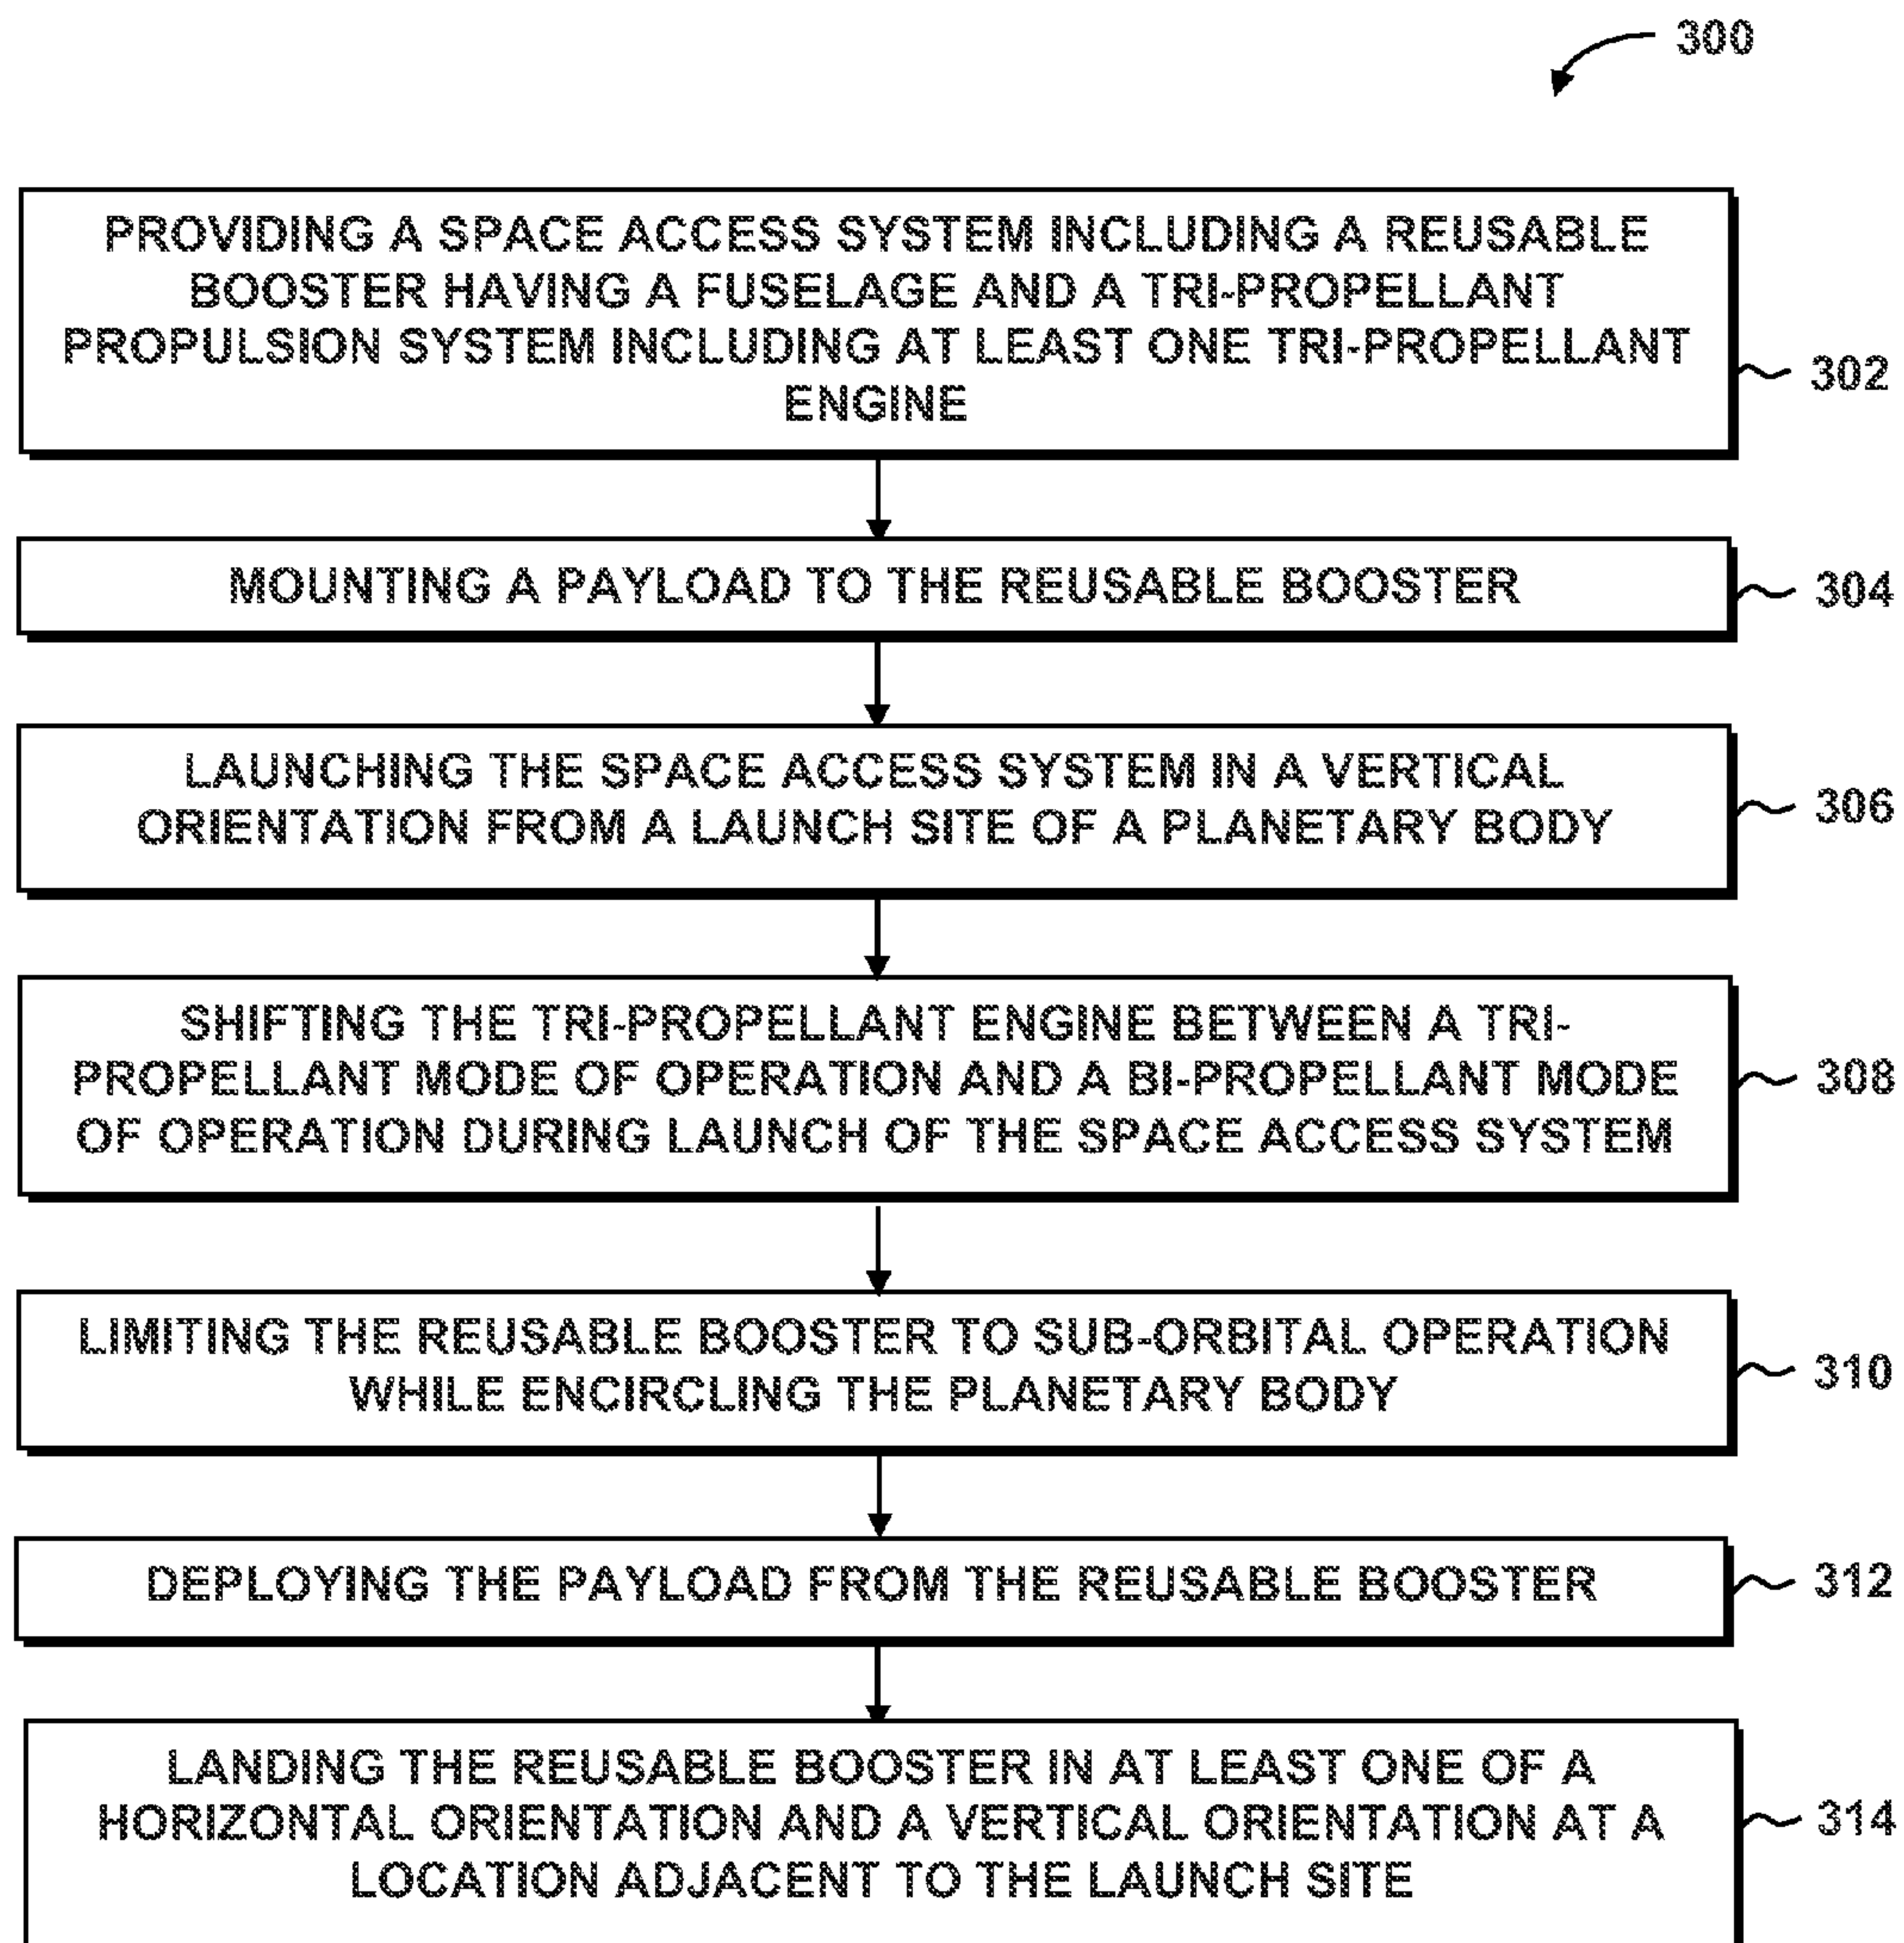 300
PROVIDING A SPACE ACCESS SYSTEM INCLUDING A REUSABLE
BOOSTER HAVING A FUSELAGE AND A TRI-PROPELLANT
PROPULSION SYSTEM INCLUDING AT LEAST ONE TRI-PROPELLANT
ENGINE
302
MOUNTING A PAYLOAD TO THE REUSABLE BOOSTER
304
LAUNCHING THE SPACE ACCESS SYSTEM IN A VERTICAL
ORIENTATION FROM A LAUNCH SITE OF A PLANETARY BODY
306
SHIFTING THE TRI-PROPELLANT ENGINE BETWEEN A TRI-
PROPELLANT MODE OF OPERATION AND A BI-PROPELLANT MODE
OF OPERATION DURING LAUNCH OF THE SPACE ACCESS SYSTEM
308
LIMITING THE REUSABLE BOOSTER TO SUB-ORBITAL OPERATION
WHILE ENCIRCLING THE PLANETARY BODY
310
DEPLOYING THE PAYLOAD FROM THE REUSABLE BOOSTER
312
LANDING THE REUSABLE BOOSTER IN AT LEAST ONE OF A
HORIZONTAL ORIENTATION AND A VERTICAL ORIENTATION AT A
LOCATION ADJACENT TO THE LAUNCH SITE
314